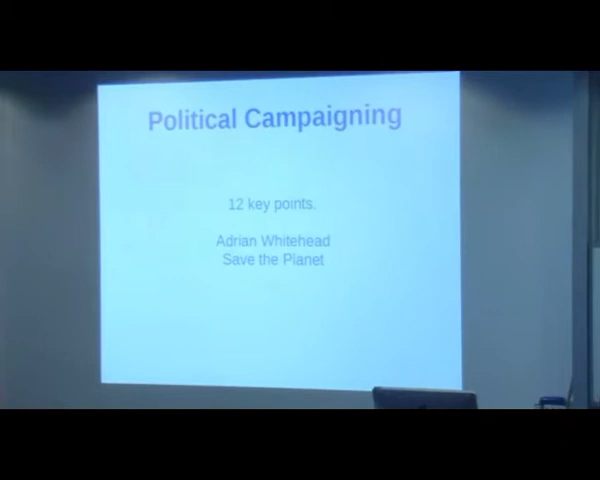 Political Campaigning
12 key points.
Adrian Whitehead
Save the Planet